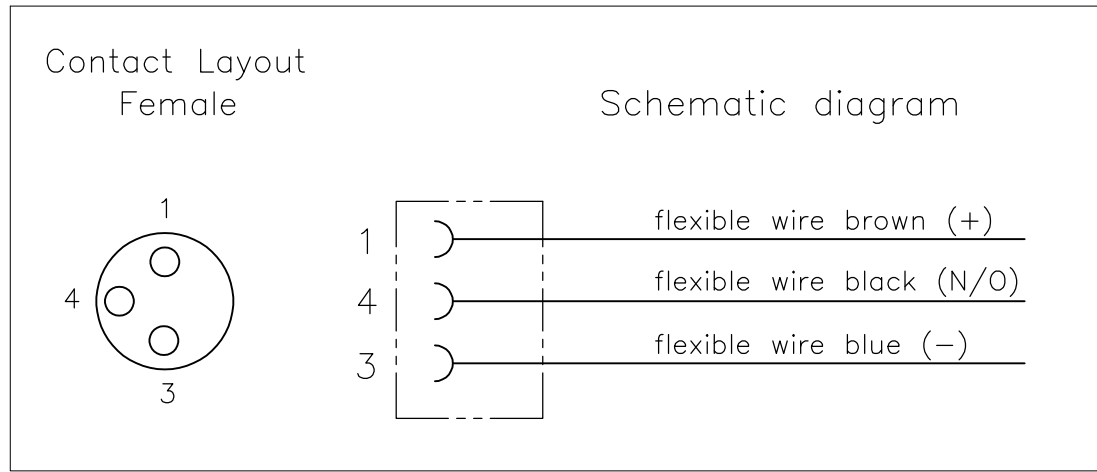 Contact Layout
Female
Schematic diagram
1
4
3
1 flexible wire brown (+)
4 flexible wire black (N/O)
3 flexible wire blue (−)